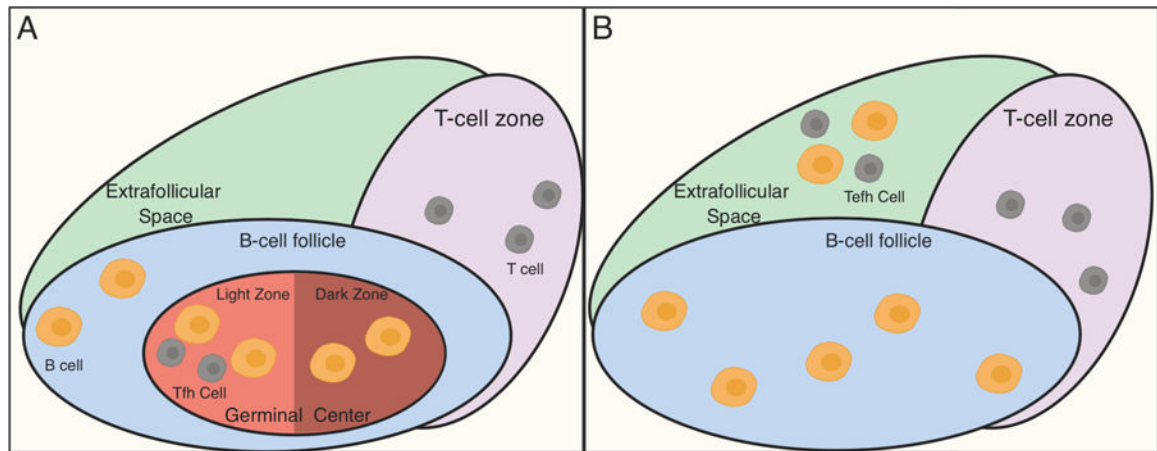 A
T-cell zone
Extrafollicular
Space
B-cell follicle
T cell
Light Zone
Dark Zone
B cell
Tfh Cell
Germinal Center
B
T-cell zone
Extrafollicular
Space
Tefh Cell
B-cell follicle